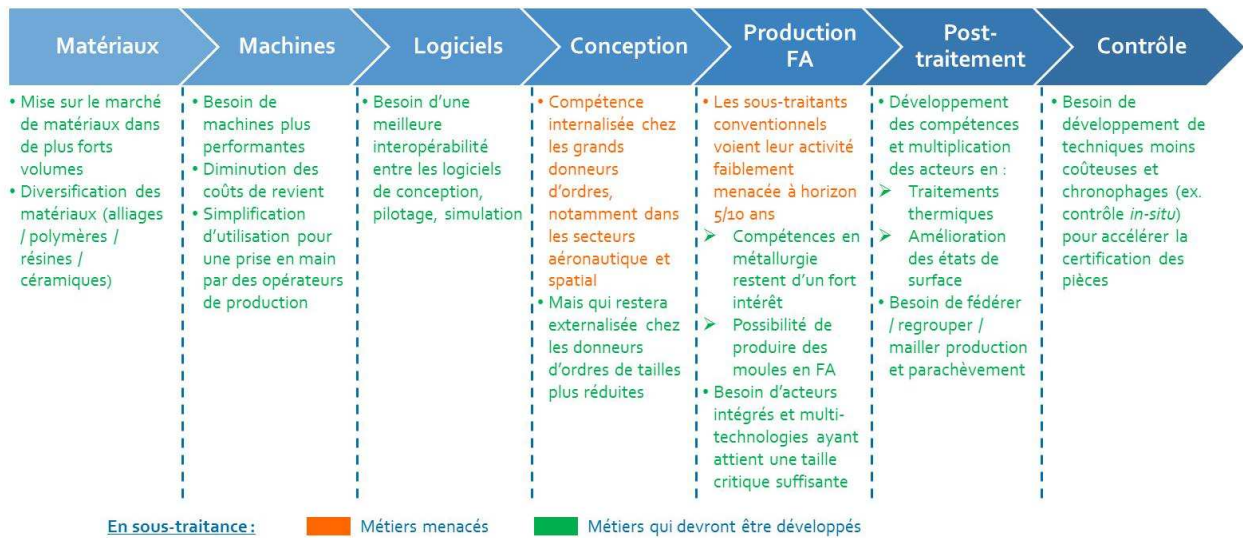 Matériaux
Machines
Logiciels
Conception
Production
FA
Post-
traitement
Contrôle
• Mise sur le marché
de matériaux dans
de plus forts
volumes
• Diversification des
matériaux (alliages
/ polymères /
résines /
céramiques)
• Besoin de
machines plus
performantes
• Diminution des
coûts de revient
• Simplification
d'utilisation pour
une prise en main
par des opérateurs
de production
• Besoin d'une
meilleure
interopérabilité
entre les logiciels
de conception,
pilotage, simulation
• Compétence
internalisée chez
les grands
donneurs
d'ordres,
notamment dans
les secteurs
aéronautique et
spatial
• Mais qui restera
externalisée chez
les donneurs
d'ordres de tailles
plus réduites
• Les sous-traitants
conventionnels
voient leur activité
faiblement
menacée à horizon
5/10 ans
➢ Compétences en
métallurgie
restent d'un fort
intérêt
➢ Possibilité de
produire des
moules en FA
• Besoin d'acteurs
intégrés et multi-
technologies ayant
attient une taille
critique suffisante
• Développement
des compétences
et multiplication
des acteurs en :
➢ Traitements
thermiques
➢ Amélioration
des états de
surface
• Besoin de fédérer
/ regrouper /
mailler production
et parachèvement
• Besoin de
développement de
techniques moins
coûteuses et
chronophages (ex.
contrôle in-situ)
pour accélérer la
certification des
pièces
En sous-traitance :
Métiers menacés
Métiers qui devront être développés